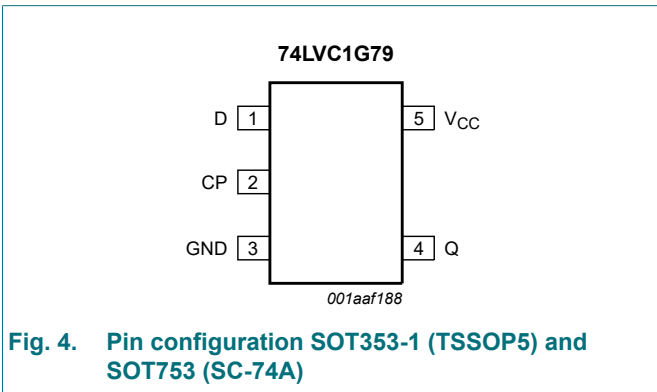 74LVC1G79
D 1
5 VCC
CP 2
GND 3
4 Q
001aaf188
Fig. 4. Pin configuration SOT353-1 (TSSOP5) and
SOT753 (SC-74A)